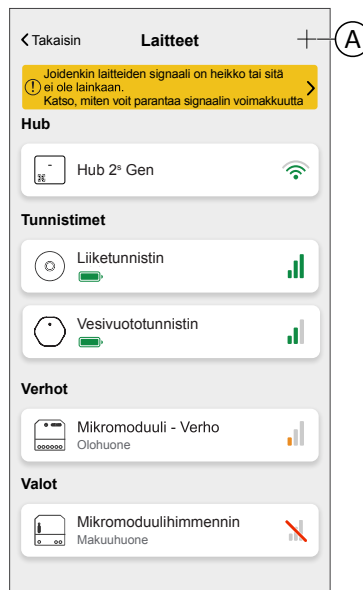 Takaisin Laitteet A
Joidenkin laitteiden signaali on heikko tai sitä
ei ole lainkaan.
Katso, miten voit parantaa signaalin voimakkuutta
Hub
Hub 2ˢ Gen
Tunnistimet
Liiketunnistin
Vesivuototunnistin
Verhot
Mikromoduuli - Verho
Olohuone
Valot
Mikromoduulihimmennin
Makuuhuone